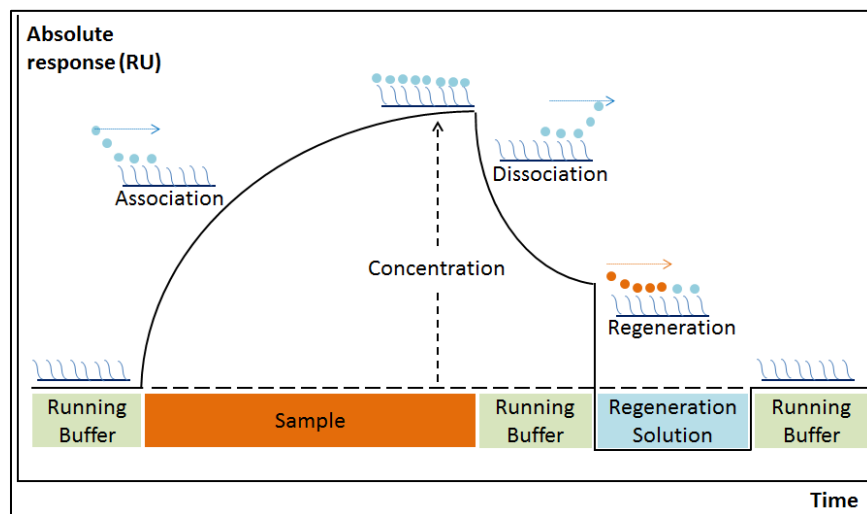 Absolute
response (RU)
Association
Dissociation
Concentration
Regeneration
Running
Buffer
Sample
Running
Buffer
Regeneration
Solution
Running
Buffer
Time